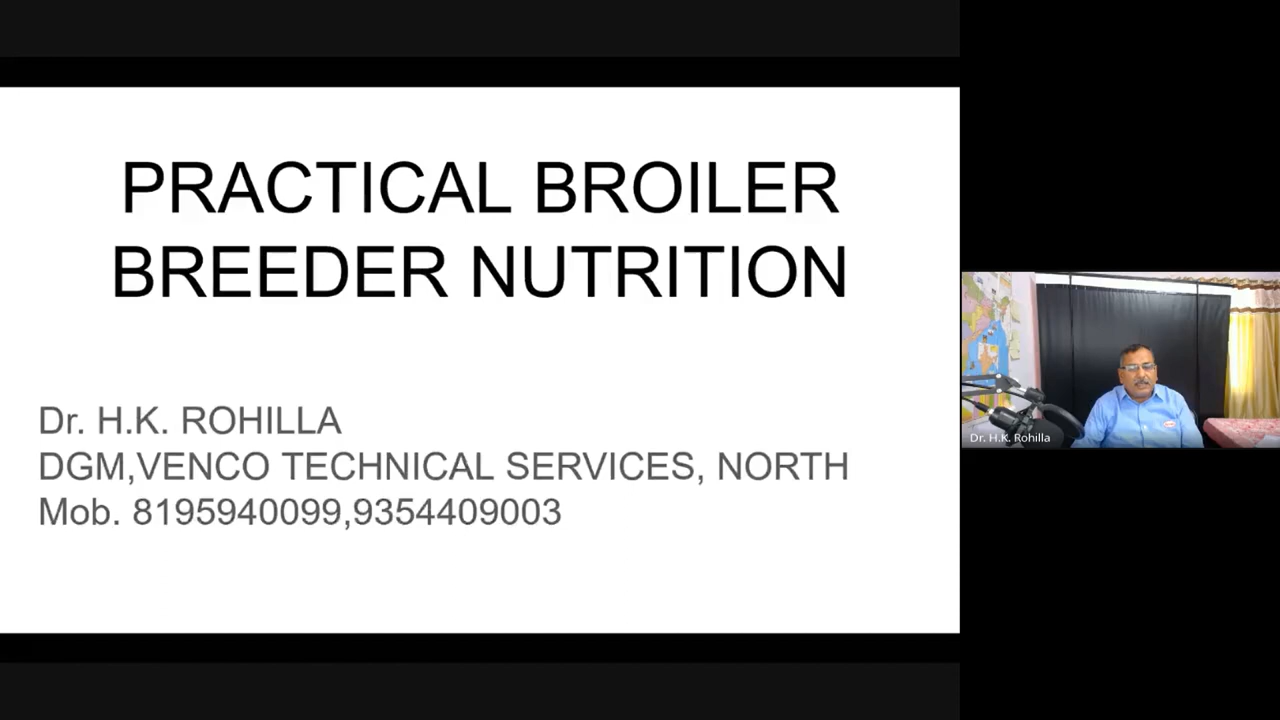 PRACTICAL BROILER
BREEDER NUTRITION
Dr. H.K. ROHILLA
DGM,VENCO TECHNICAL SERVICES, NORTH
Mob. 8195940099,9354409003
Dr. H.K. Rohilla